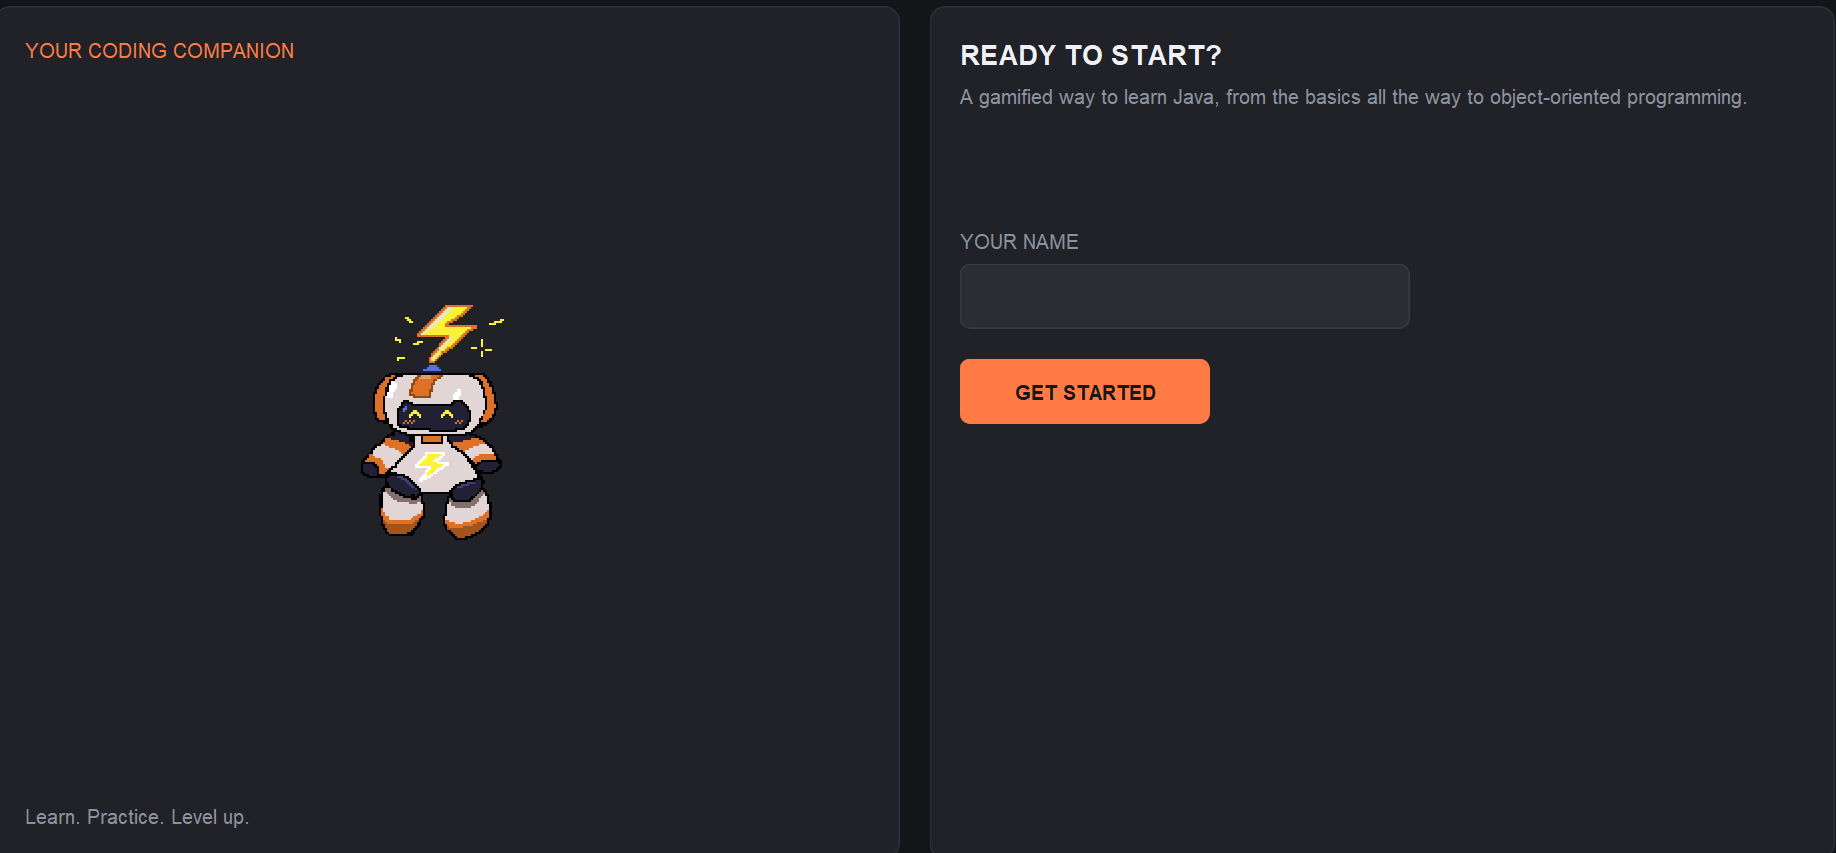 YOUR CODING COMPANION
Learn. Practice. Level up.
READY TO START?
A gamified way to learn Java, from the basics all the way to object-oriented programming.
YOUR NAME
GET STARTED